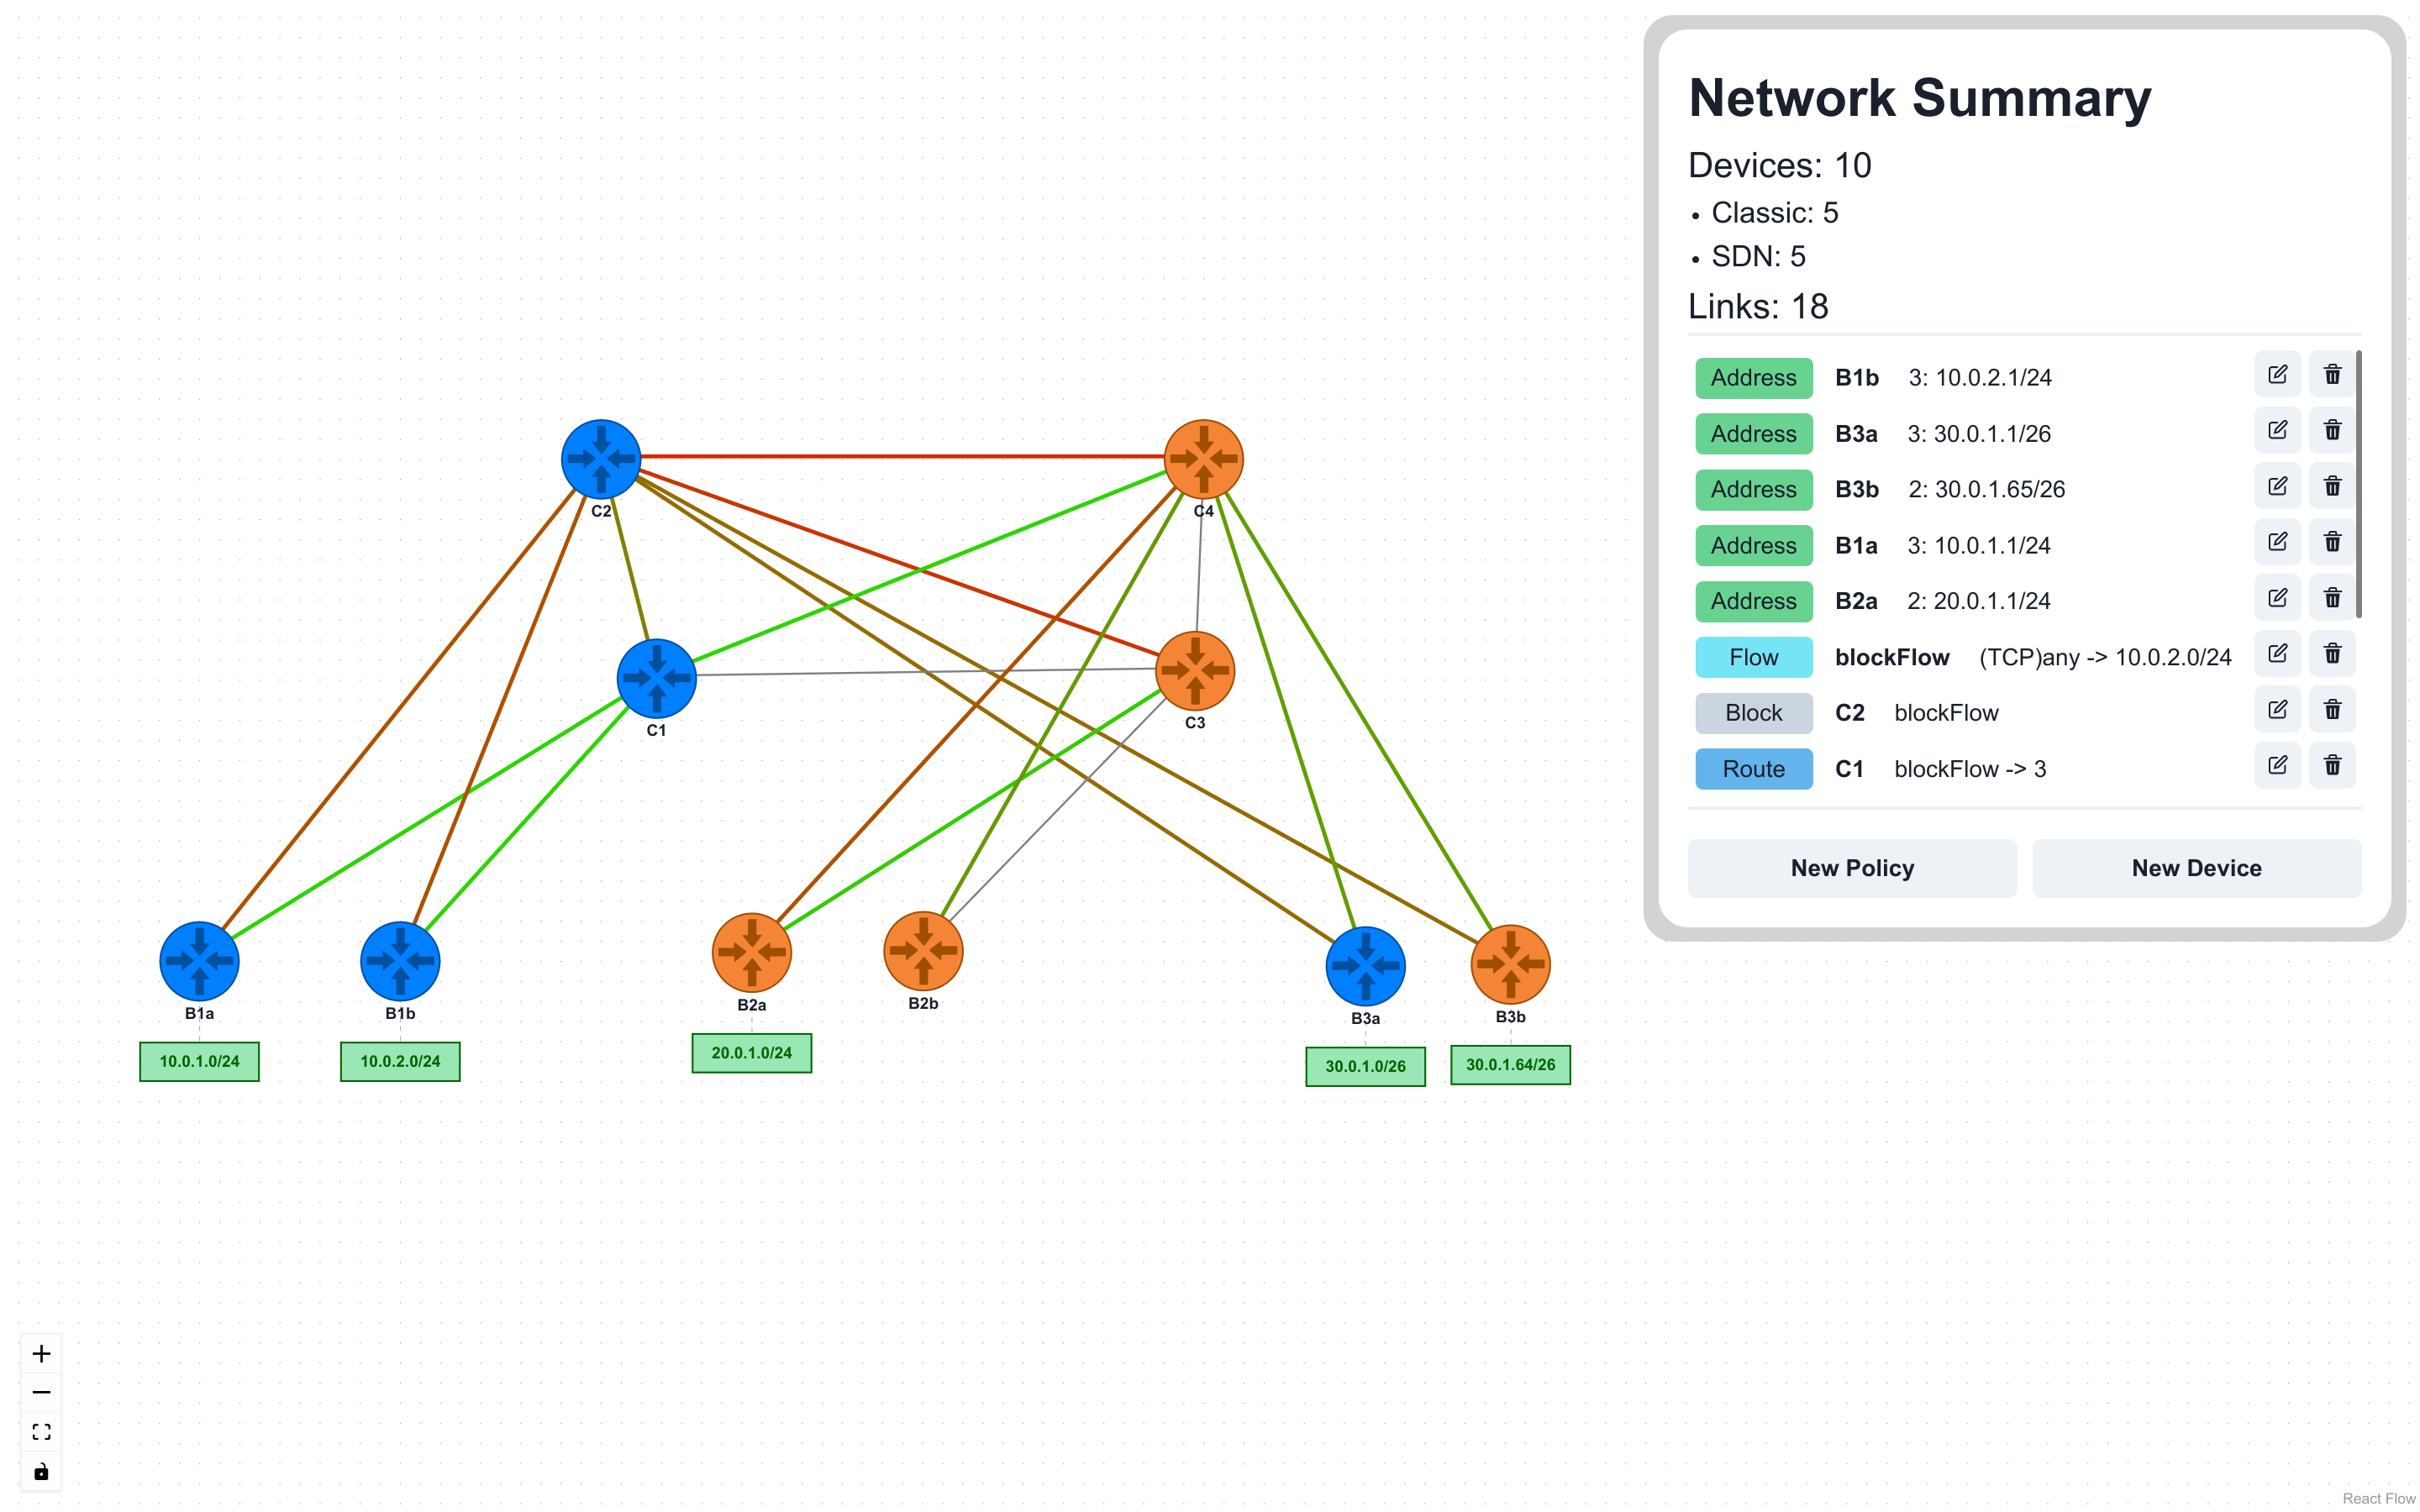 Network Summary
Devices: 10
Classic: 5
SDN: 5
Links: 18
Address B1b 3: 10.0.2.1/24
Address B3a 3: 30.0.1.1/26
Address B3b 2: 30.0.1.65/26
Address B1a 3: 10.0.1.1/24
Address B2a 2: 20.0.1.1/24
Flow blockFlow (TCP)any -> 10.0.2.0/24
Block C2 blockFlow
Route C1 blockFlow -> 3
New Policy New Device
C2 C4
C1 C3
B1a B1b B2a B2b B3a B3b
10.0.1.0/24 10.0.2.0/24 20.0.1.0/24 30.0.1.0/26 30.0.1.64/26
React Flow